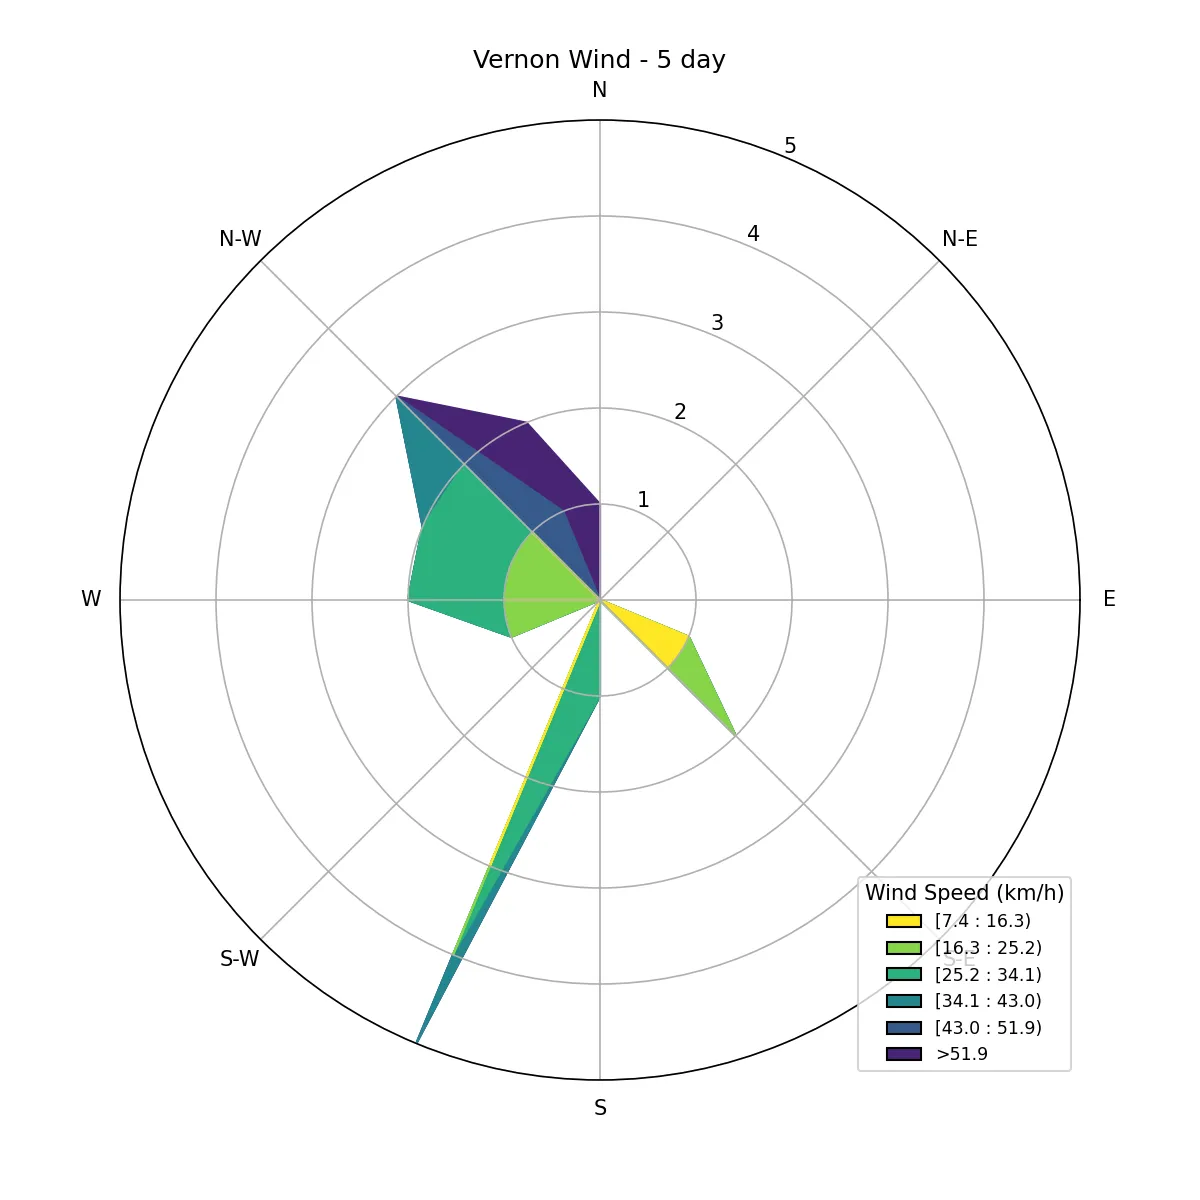 Vernon Wind - 5 day
N
5
N-W
N-E
4
3
2
1
W
E
S-W
S-E
S
Wind Speed (km/h)
[7.4 : 16.3)
[16.3 : 25.2)
[25.2 : 34.1)
[34.1 : 43.0)
[43.0 : 51.9)
>51.9